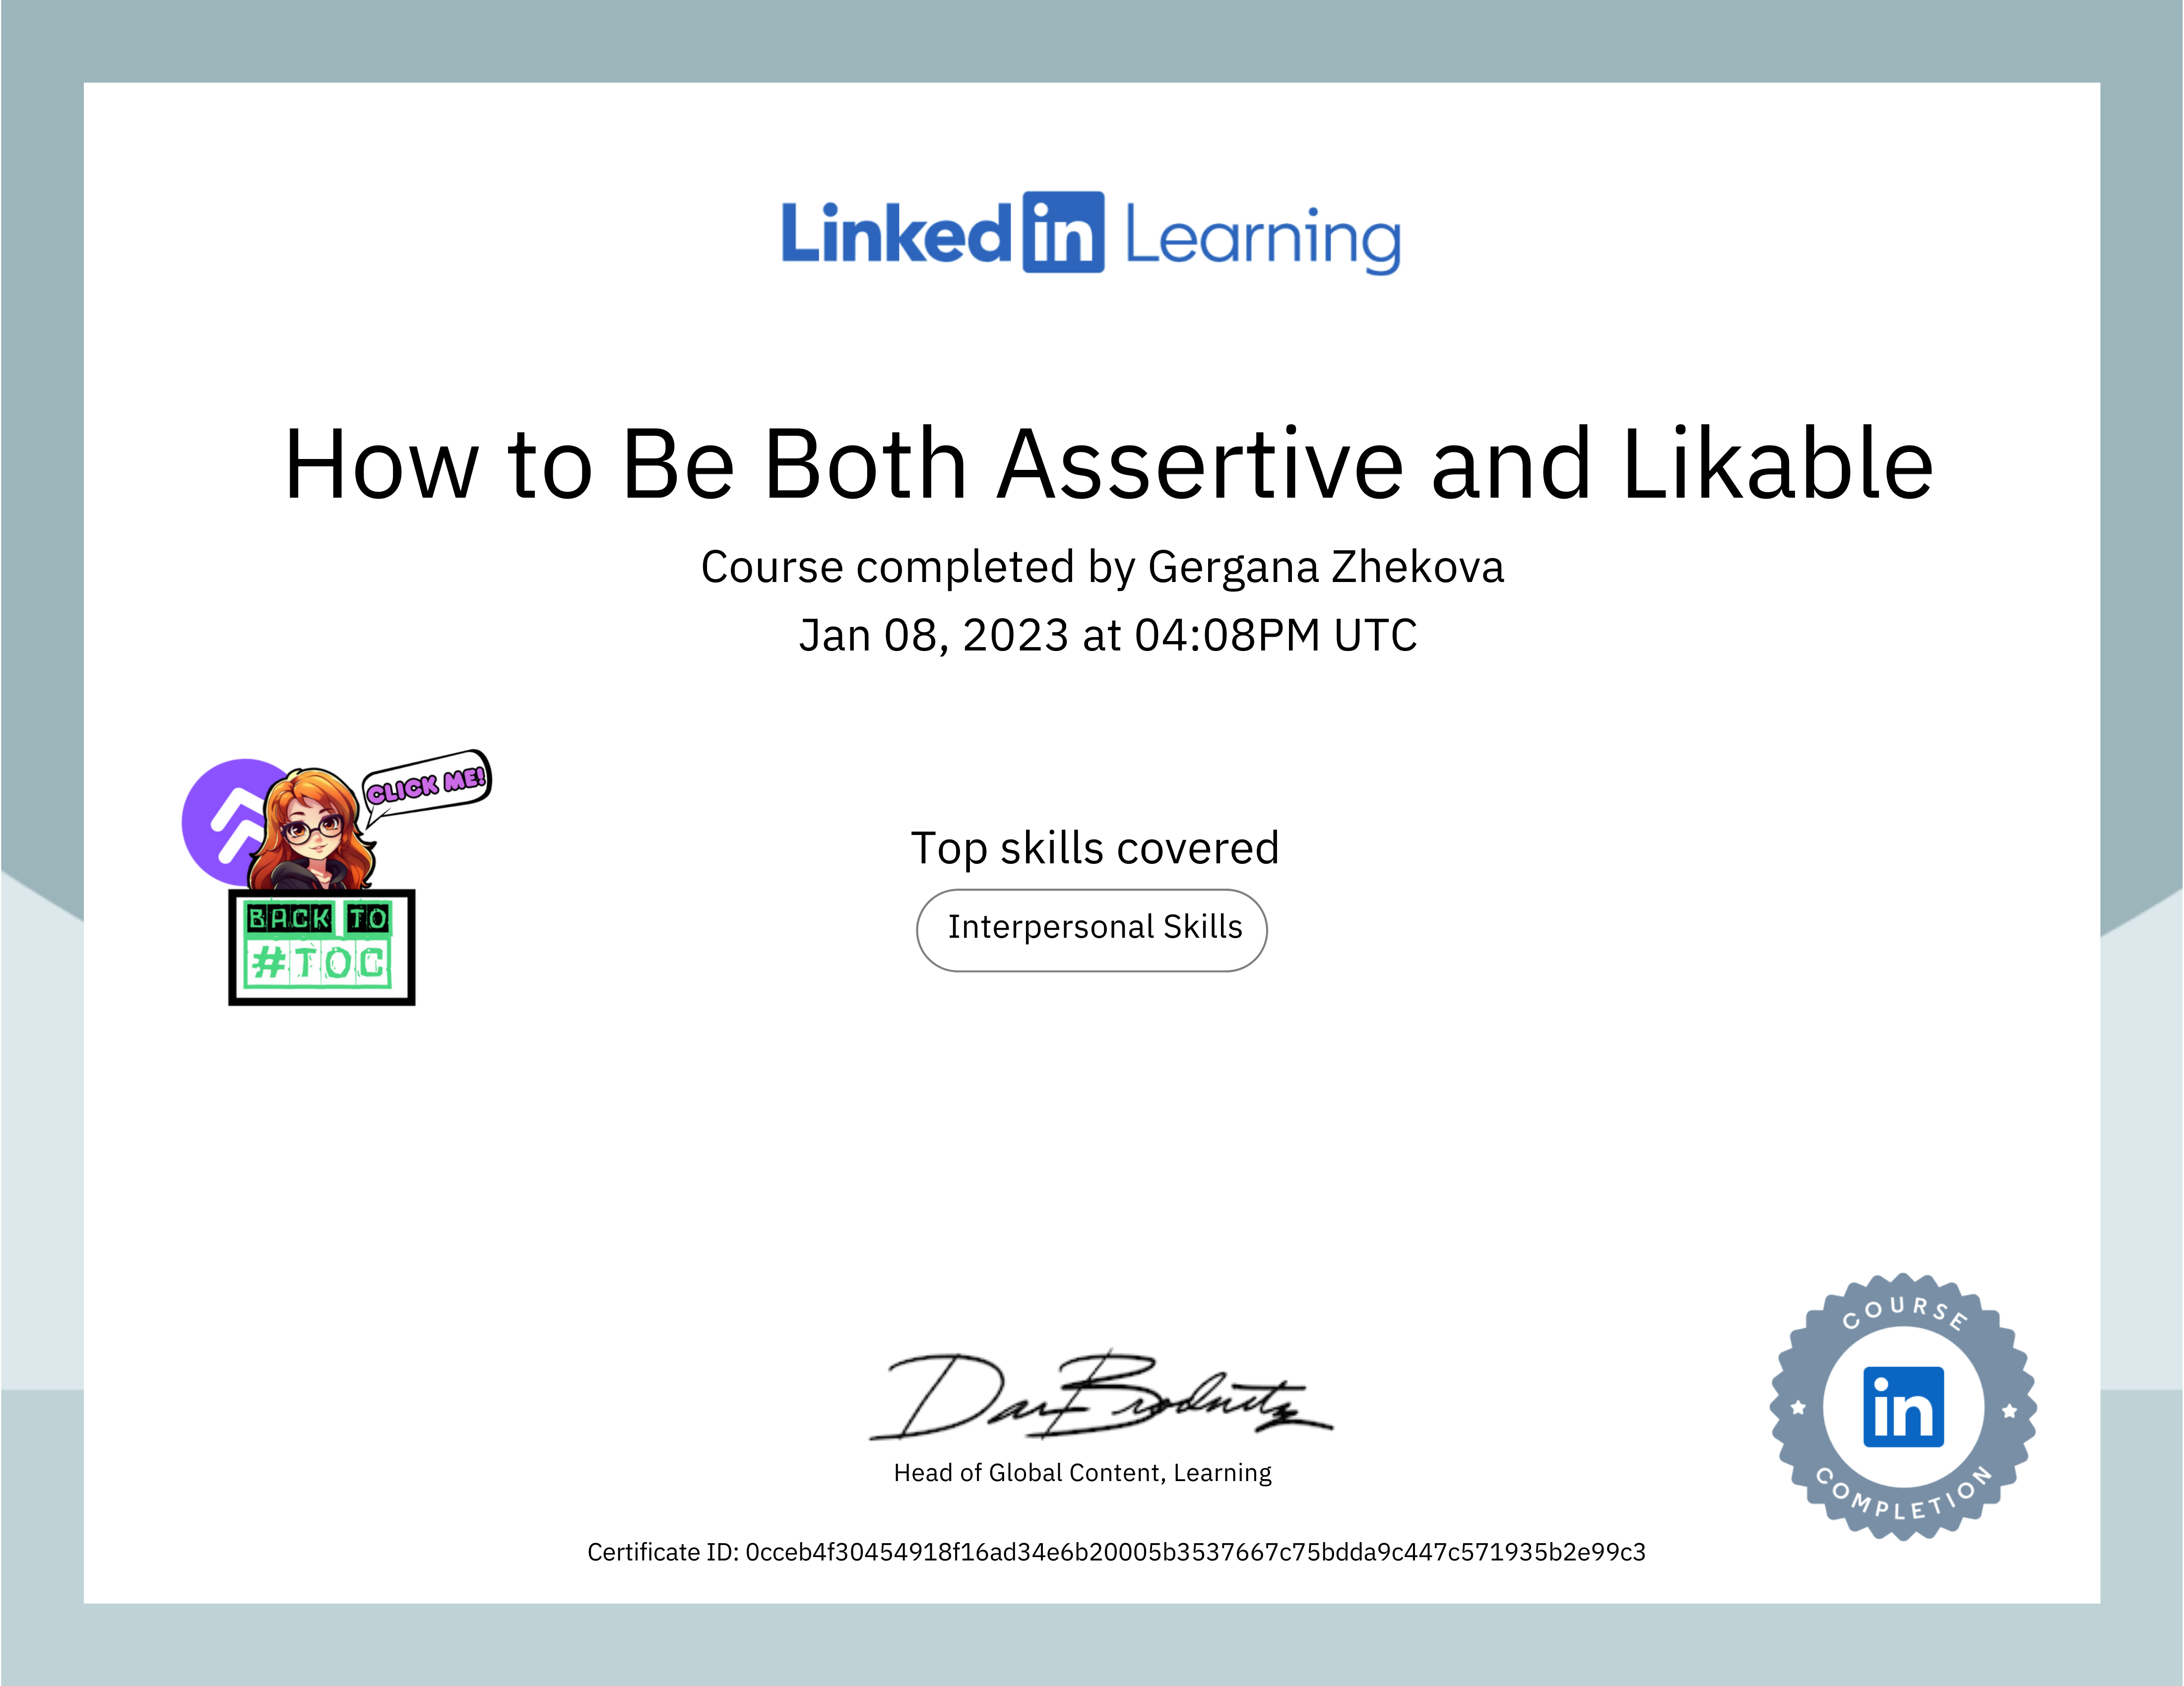 Linked in Learning
How to Be Both Assertive and Likable
Course completed by Gergana Zhekova
Jan 08, 2023 at 04:08PM UTC
CLICK ME!
BACK TO
#TOC
Top skills covered
Interpersonal Skills
Dan Brodnitz
Head of Global Content, Learning
Certificate ID: 0cceb4f30454918f16ad34e6b20005b3537667c75bdda9c447c571935b2e99c3
COURSE
in
COMPLETION